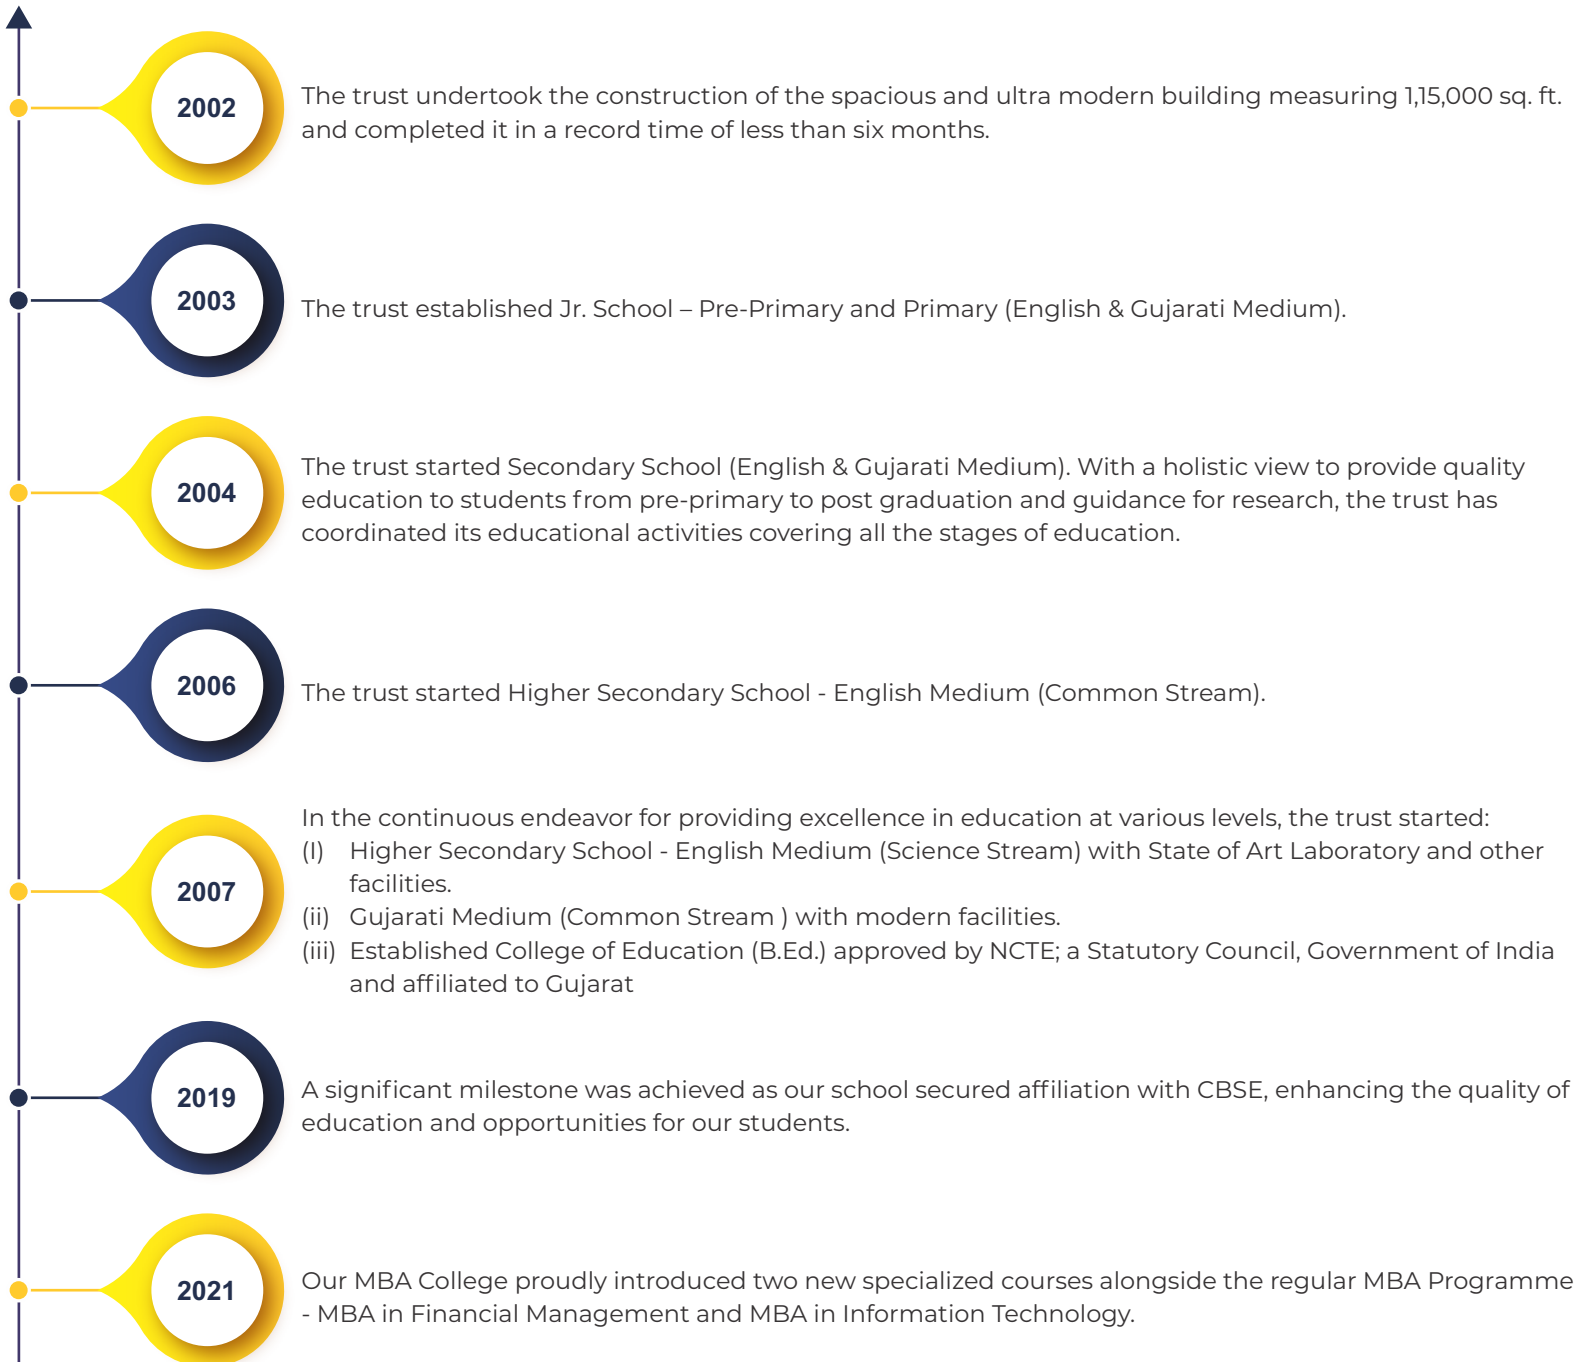 2002
The trust undertook the construction of the spacious and ultra modern building measuring 1,15,000 sq. ft.
and completed it in a record time of less than six months.
2003
The trust established Jr. School – Pre-Primary and Primary (English & Gujarati Medium).
2004
The trust started Secondary School (English & Gujarati Medium). With a holistic view to provide quality
education to students from pre-primary to post graduation and guidance for research, the trust has
coordinated its educational activities covering all the stages of education.
2006
The trust started Higher Secondary School - English Medium (Common Stream).
2007
In the continuous endeavor for providing excellence in education at various levels, the trust started:
(I) Higher Secondary School - English Medium (Science Stream) with State of Art Laboratory and other
facilities.
(ii) Gujarati Medium (Common Stream ) with modern facilities.
(iii) Established College of Education (B.Ed.) approved by NCTE; a Statutory Council, Government of India
and affiliated to Gujarat
2019
A significant milestone was achieved as our school secured affiliation with CBSE, enhancing the quality of
education and opportunities for our students.
2021
Our MBA College proudly introduced two new specialized courses alongside the regular MBA Programme
- MBA in Financial Management and MBA in Information Technology.